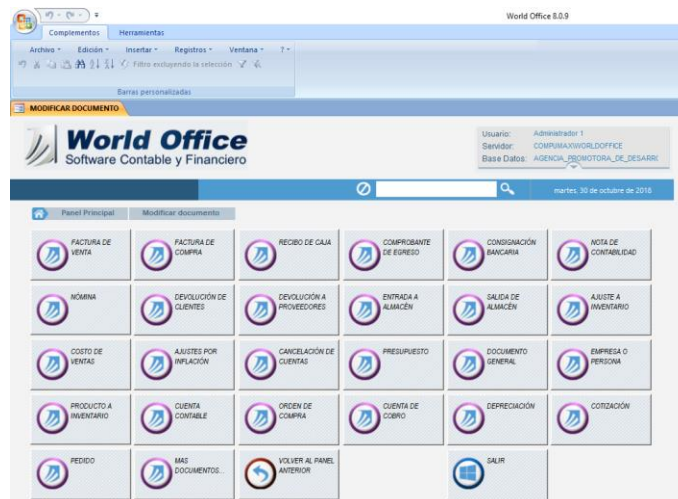 World Office 8.0.9
Complementos Herramientas
Archivo Edición Insertar Registros Ventana ?
Filtro excluyendo la selección
Barras personalizadas
MODIFICAR DOCUMENTO
World Office
Software Contable y Financiero
Usuario: Administrador 1
Servidor: COMPUMAX\WORLDOFFICE
Base Datos: AGENCIA_PROMOTORA_DE_DESARR
martes, 30 de octubre de 2018
Panel Principal Modificar documento
FACTURA DE
VENTA
FACTURA DE
COMPRA
RECIBO DE CAJA
COMPROBANTE
DE EGRESO
CONSIGNACIÓN
BANCARIA
NOTA DE
CONTABILIDAD
NÓMINA
DEVOLUCIÓN DE
CLIENTES
DEVOLUCIÓN A
PROVEEDORES
ENTRADA A
ALMACÉN
SALIDA DE
ALMACÉN
AJUSTE A
INVENTARIO
COSTO DE
VENTAS
AJUSTES POR
INFLACIÓN
CANCELACIÓN DE
CUENTAS
PRESUPUESTO
DOCUMENTO
GENERAL
EMPRESA O
PERSONA
PRODUCTO A
INVENTARIO
CUENTA
CONTABLE
ORDEN DE
COMPRA
CUENTA DE
COBRO
DEPRECIACIÓN
COTIZACIÓN
PEDIDO
MAS
DOCUMENTOS...
VOLVER AL PANEL
ANTERIOR
SALIR